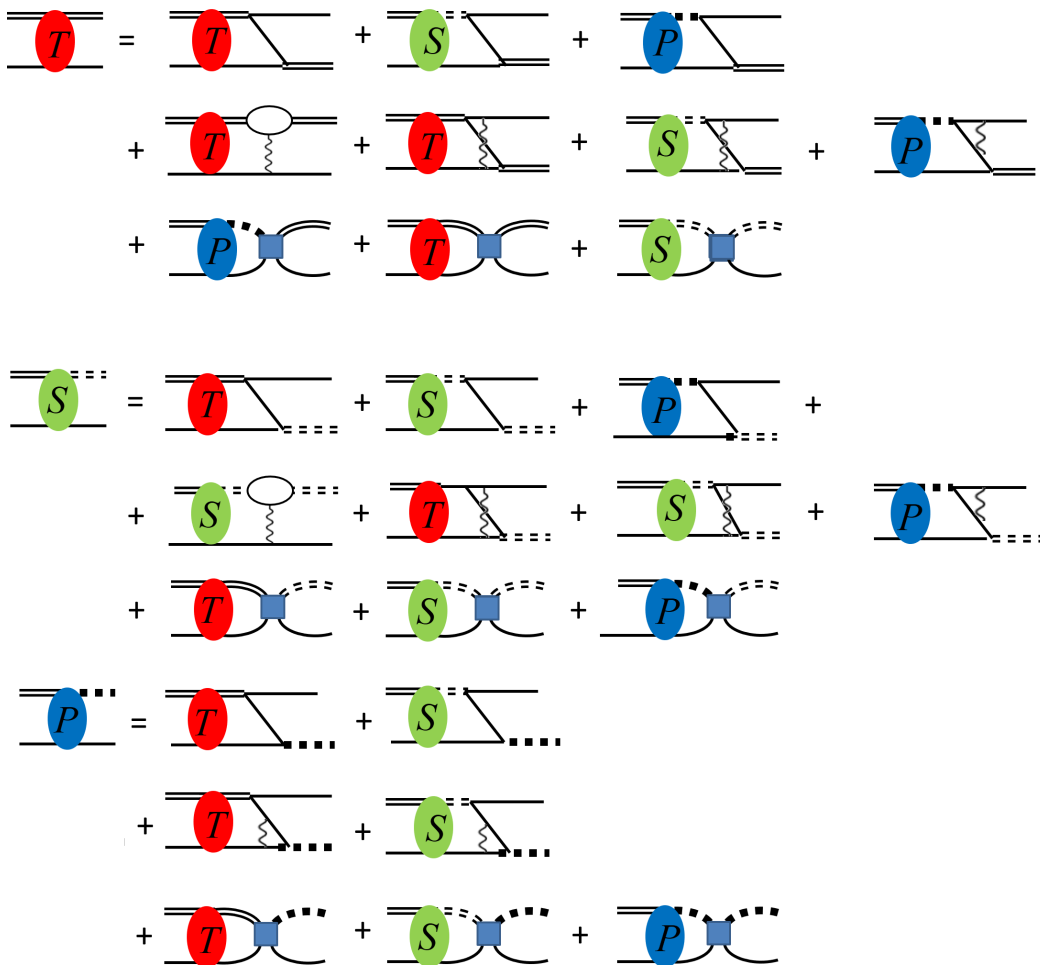 T = T + S + P
+ T + T + S + P
+ P + T + S
S = T + S + P +
+ S + T + S + P
+ T + S + P
P = T + S
+ T + S
+ T + S + P